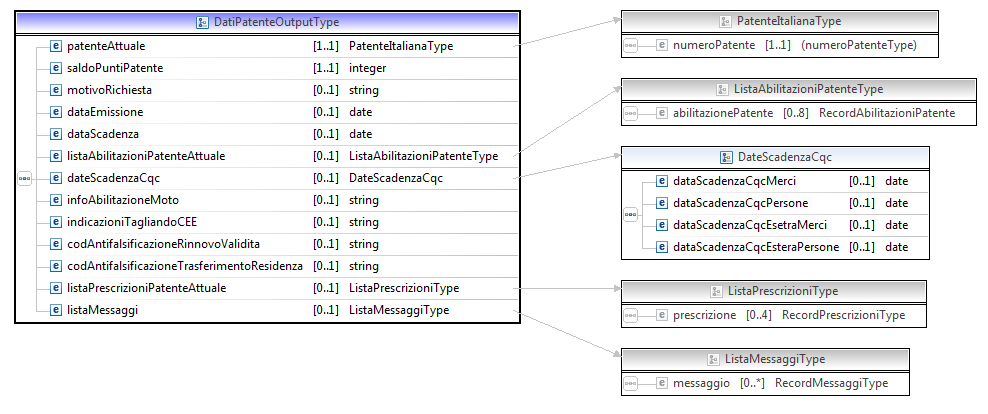 DatiPatenteOutputType
patenteAttuale [1..1] PatenteItalianaType
saldoPuntiPatente [1..1] integer
motivoRichiesta [0..1] string
dataEmissione [0..1] date
dataScadenza [0..1] date
listaAbilitazioniPatenteAttuale [0..1] ListaAbilitazioniPatenteType
dateScadenzaCqc [0..1] DateScadenzaCqc
infoAbilitazioneMoto [0..1] string
indicazioniTagliandoCEE [0..1] string
codAntifalsificazioneRinnovoValidita [0..1] string
codAntifalsificazioneTrasferimentoResidenza [0..1] string
listaPrescrizioniPatenteAttuale [0..1] ListaPrescrizioniType
listaMessaggi [0..1] ListaMessaggiType
PatenteItalianaType
numeroPatente [1..1] (numeroPatenteType)
ListaAbilitazioniPatenteType
abilitazionePatente [0..8] RecordAbilitazioniPatente
DateScadenzaCqc
dataScadenzaCqcMerci [0..1] date
dataScadenzaCqcPersone [0..1] date
dataScadenzaCqcEsetraMerci [0..1] date
dataScadenzaCqcEsteraPersone [0..1] date
ListaPrescrizioniType
prescrizione [0..4] RecordPrescrizioniType
ListaMessaggiType
messaggio [0..*] RecordMessaggiType